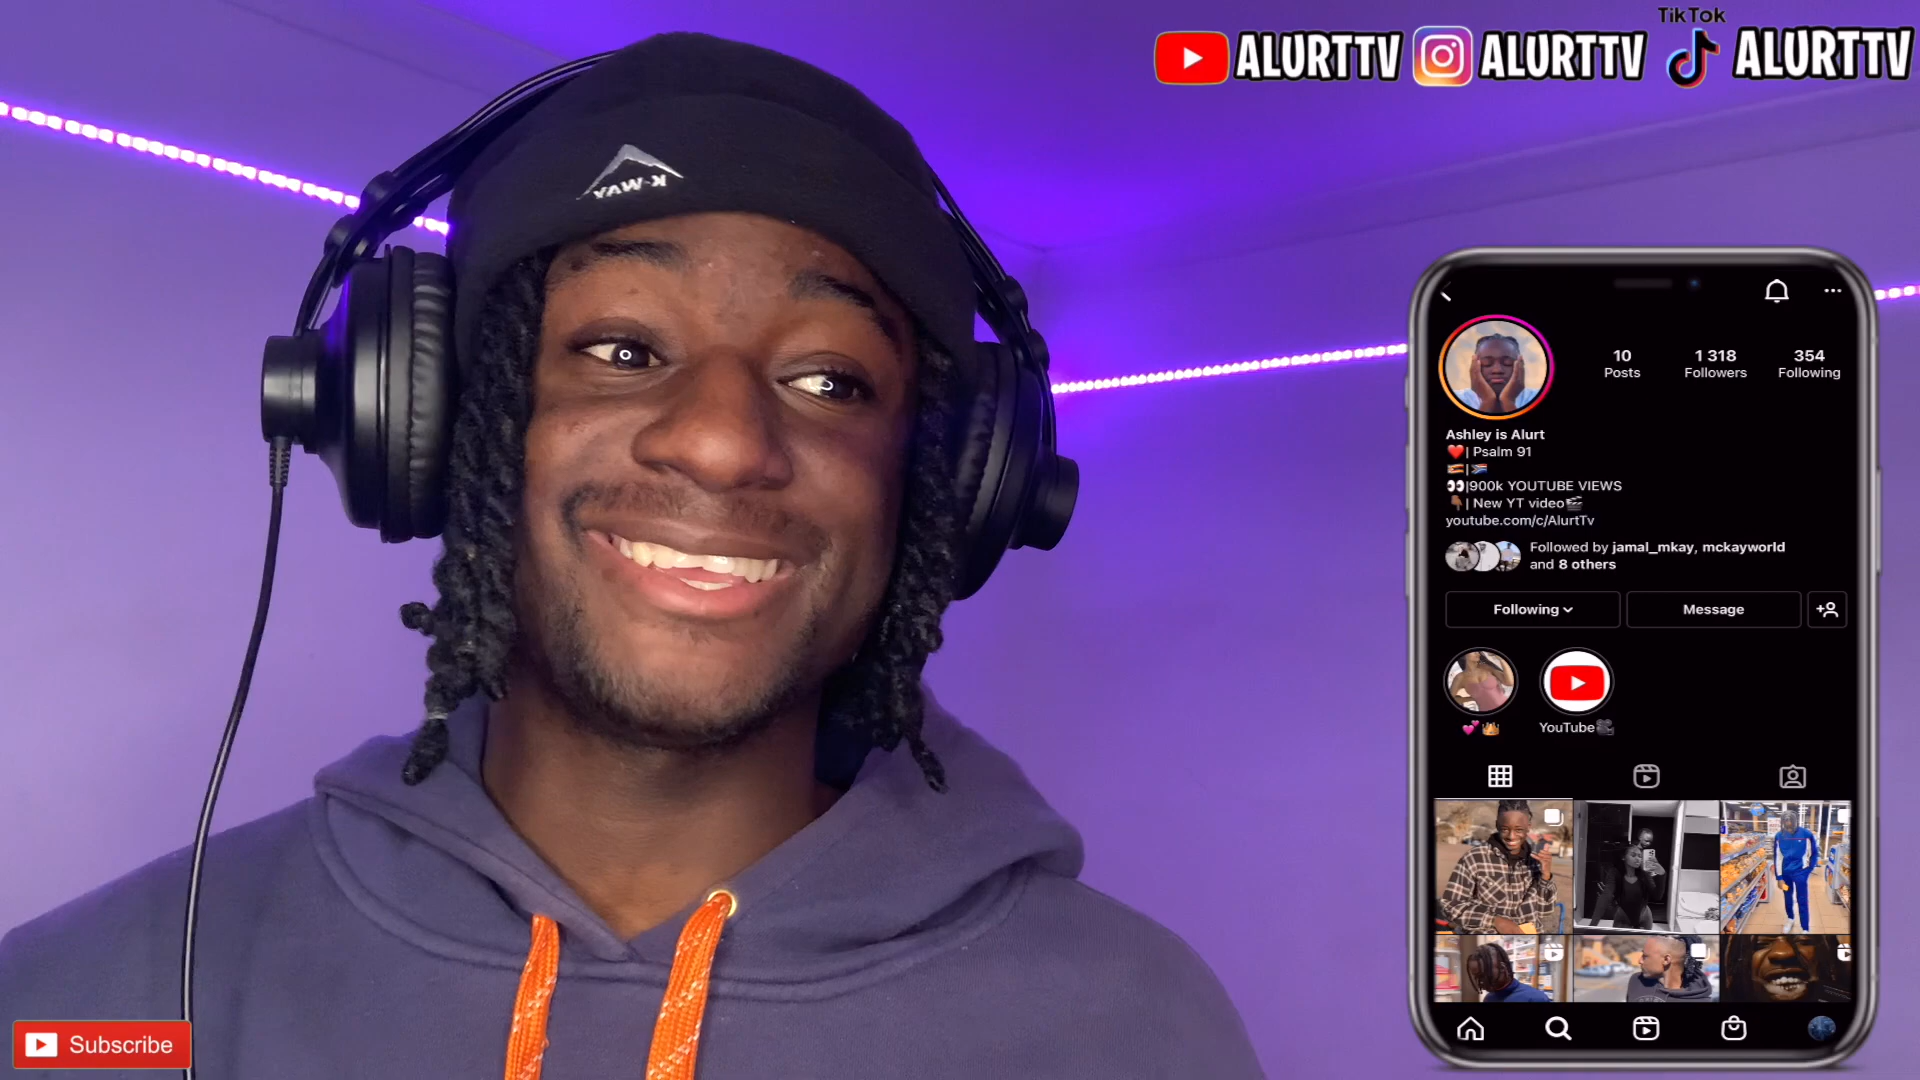 TikTok
ALURTTV ALURTTV ALURTTV
K-WAY
10 1 318 354
Posts Followers Following
Ashley is Alurt
❤️| Psalm 91
🇿🇼|🇿🇦
👀|900k YOUTUBE VIEWS
👇🏾| New YT video🎬
youtube.com/c/AlurtTv
Followed by jamal_mkay, mckayworld
and 8 others
Following Message
💕👑 YouTube🎥
Subscribe